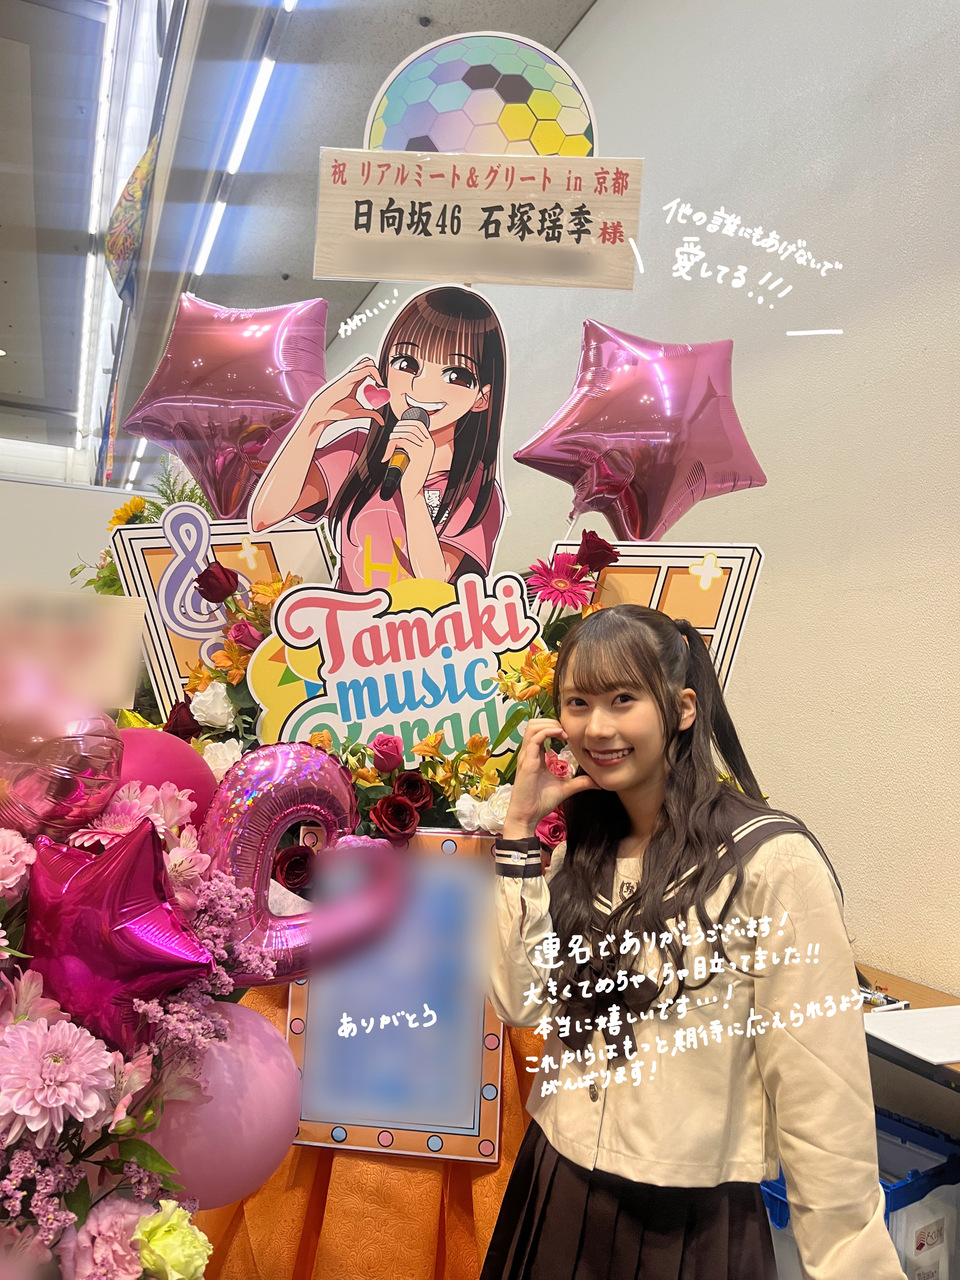 祝 リアルミート&グリート in 京都
日向坂46 石塚瑶季様
他の誰にもあげないで
愛してる!!!
かわいい!
H
Tamaki
music
連名でありがとうございます!
大きくてめちゃくちゃ目立ってました!!
本当に嬉しいです…!
これからはもっと期待に応えられるよう
がんばります!
ありがとう